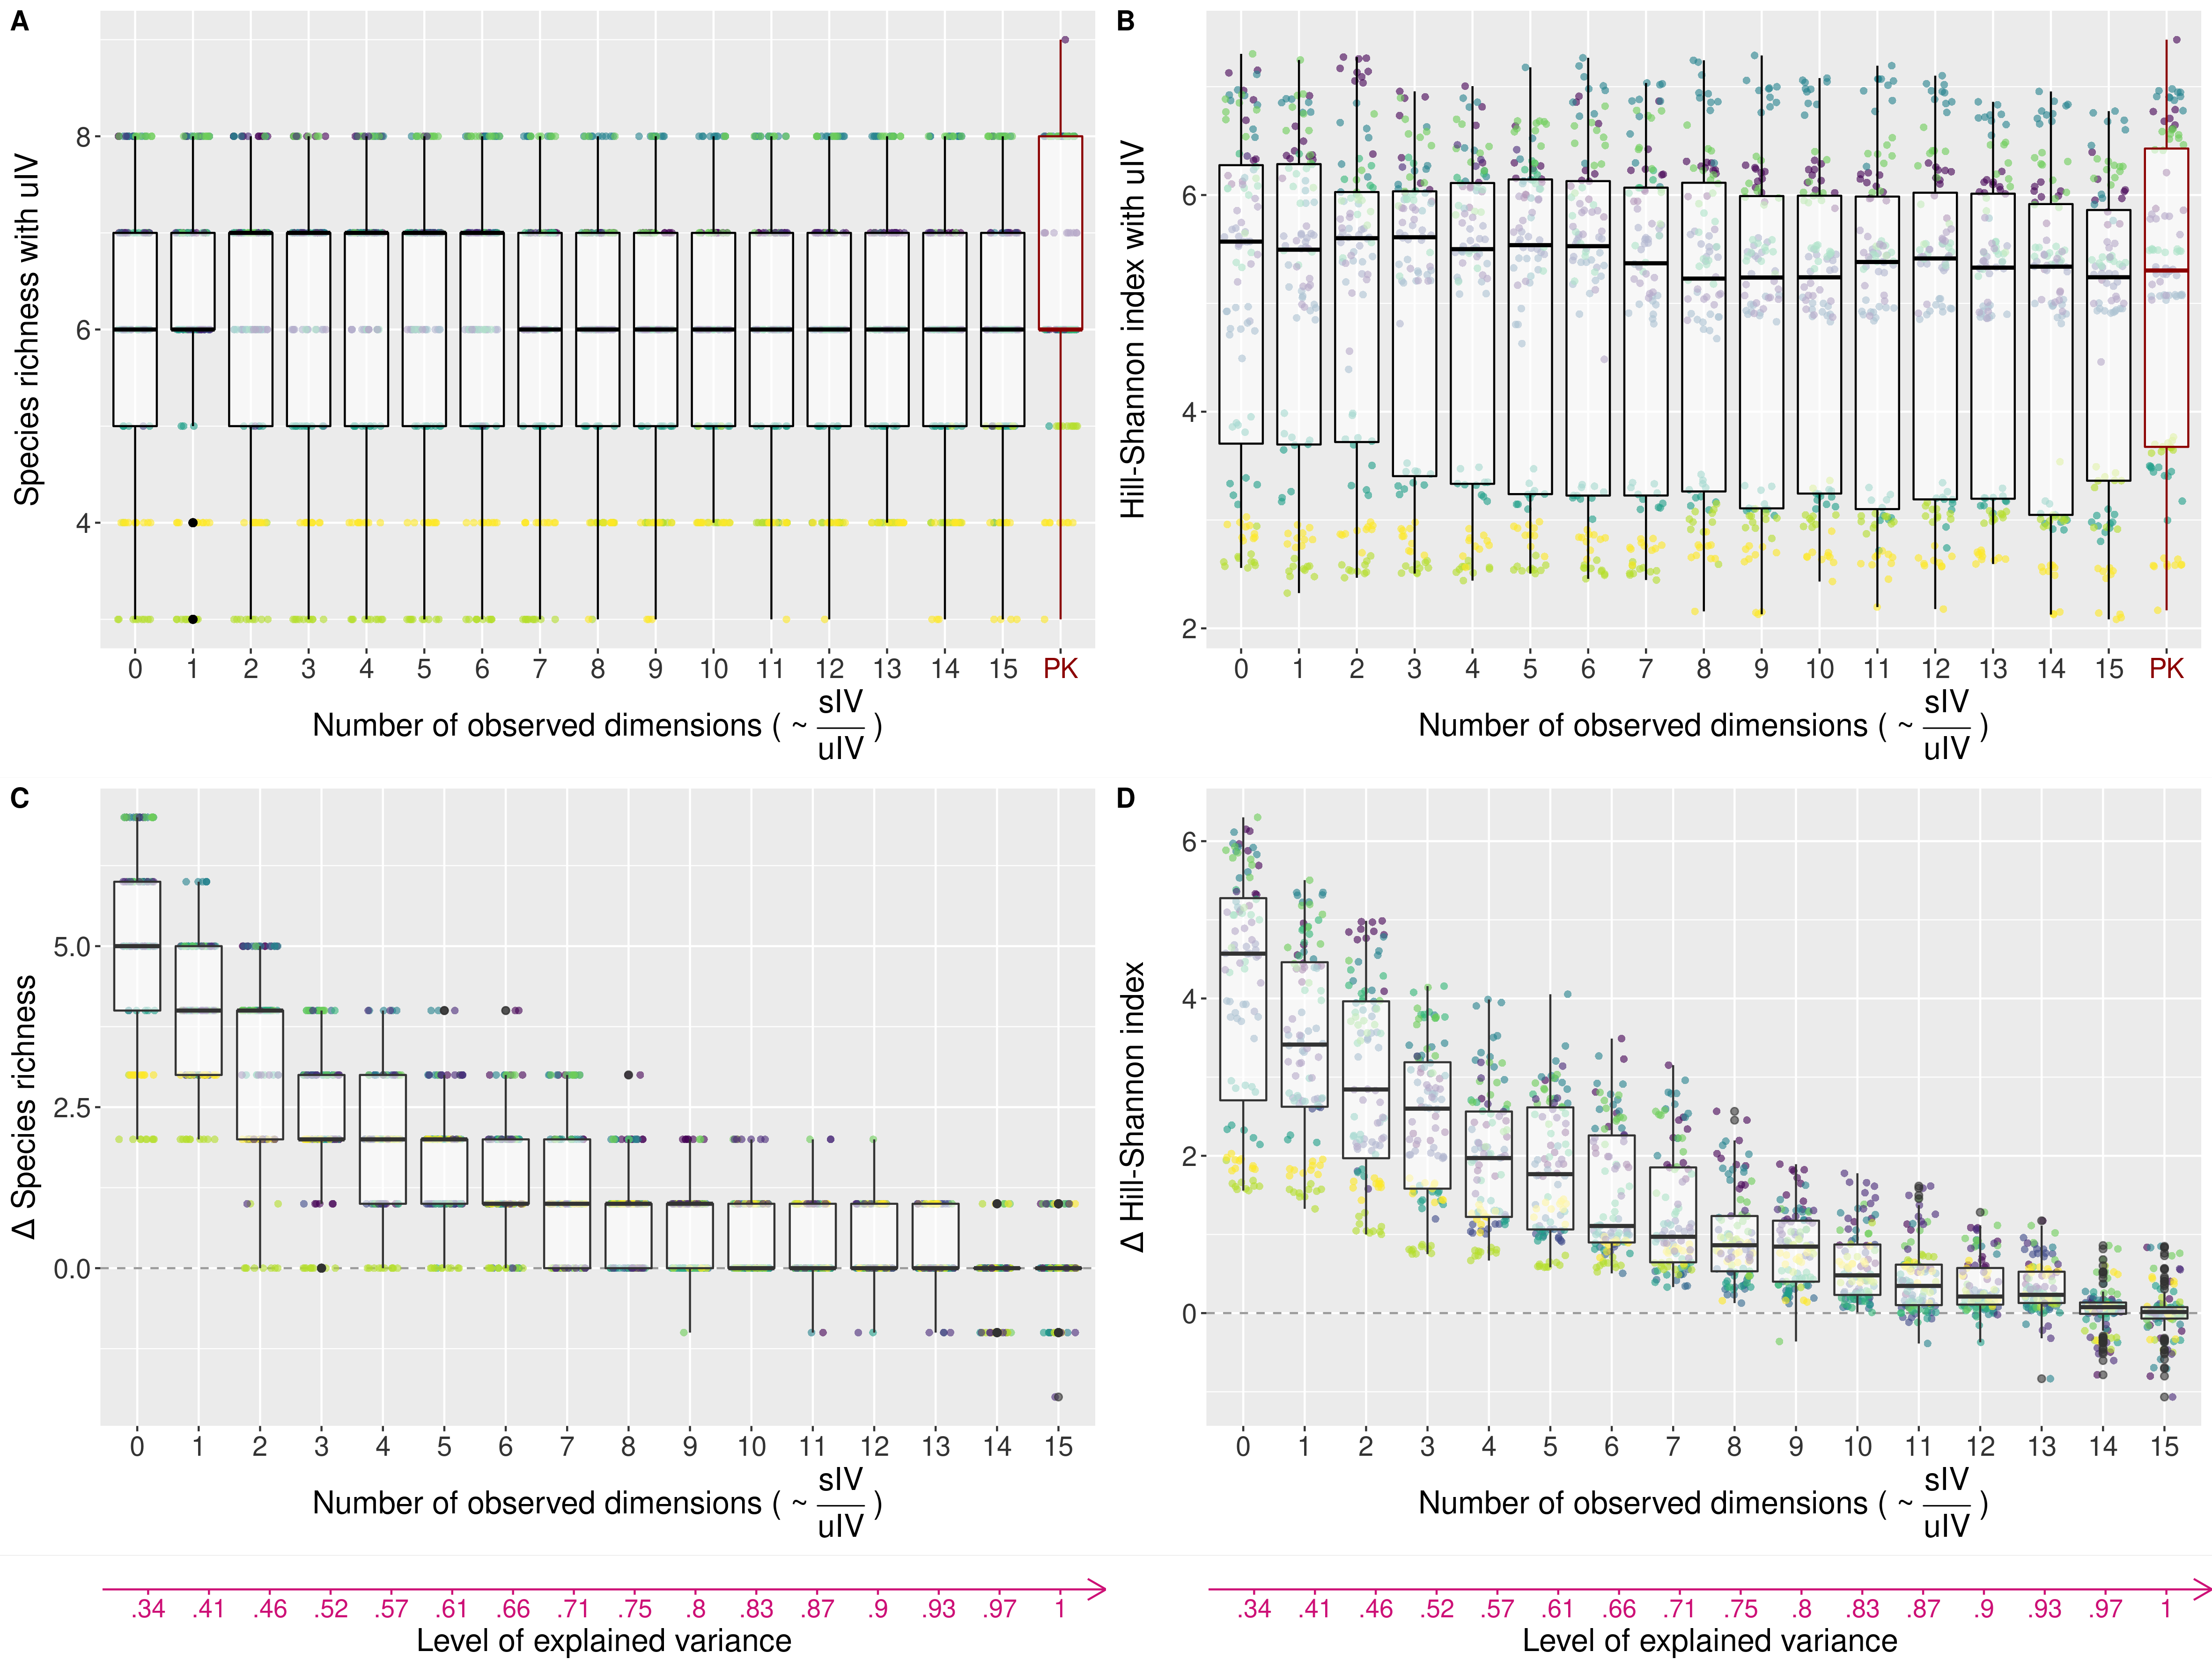 A
Species richness with uIV
8
6
4
0 1 2 3 4 5 6 7 8 9 10 11 12 13 14 15 PK
Number of observed dimensions ( ~ sIV / uIV )
B
Hill-Shannon index with uIV
6
4
2
0 1 2 3 4 5 6 7 8 9 10 11 12 13 14 15 PK
Number of observed dimensions ( ~ sIV / uIV )
C
Δ Species richness
5.0
2.5
0.0
0 1 2 3 4 5 6 7 8 9 10 11 12 13 14 15
Number of observed dimensions ( ~ sIV / uIV )
D
Δ Hill-Shannon index
6
4
2
0
0 1 2 3 4 5 6 7 8 9 10 11 12 13 14 15
Number of observed dimensions ( ~ sIV / uIV )
.34 .41 .46 .52 .57 .61 .66 .71 .75 .8 .83 .87 .9 .93 .97 1
Level of explained variance
.34 .41 .46 .52 .57 .61 .66 .71 .75 .8 .83 .87 .9 .93 .97 1
Level of explained variance